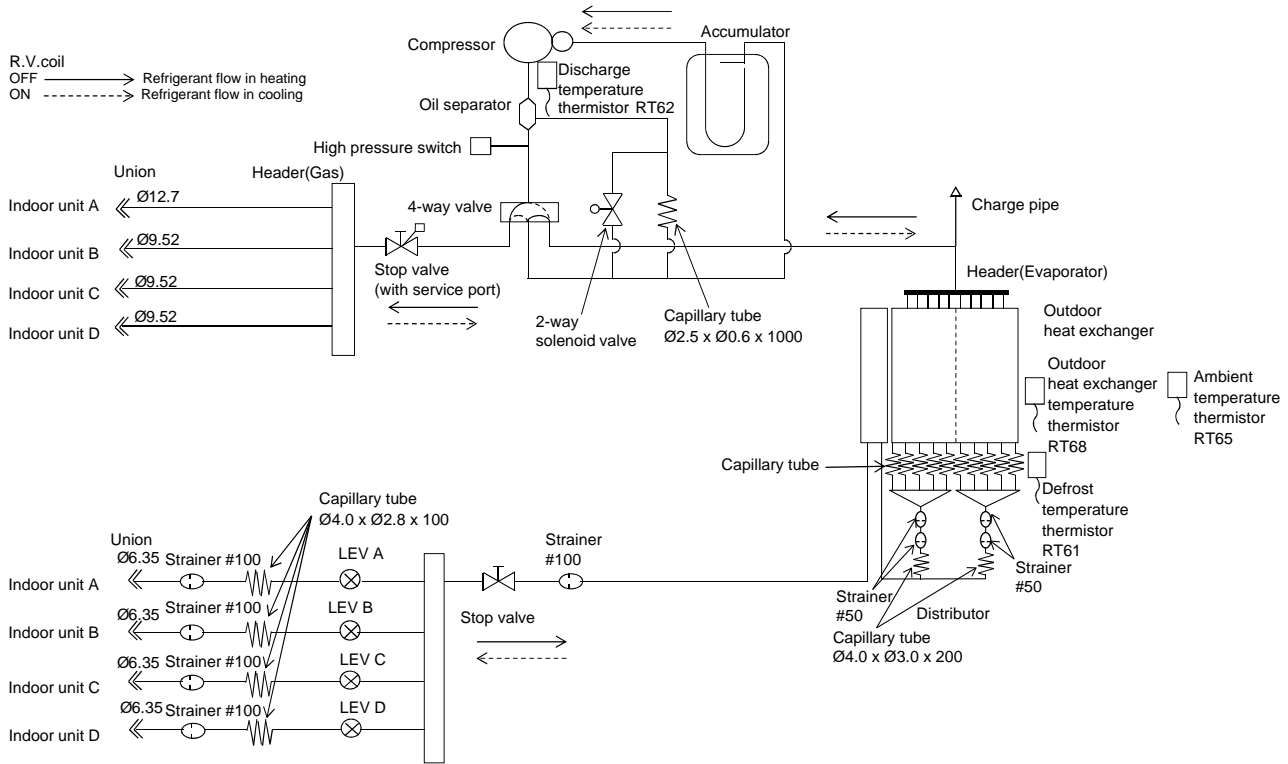 R.V.coil
OFF Refrigerant flow in heating
ON Refrigerant flow in cooling
Compressor
Accumulator
Discharge
temperature
thermistor RT62
Oil separator
High pressure switch
Union
Header(Gas)
Indoor unit A
Ø12.7
4-way valve
Indoor unit B
Ø9.52
Indoor unit C
Ø9.52
Indoor unit D
Ø9.52
Stop valve
(with service port)
2-way
solenoid valve
Capillary tube
Ø2.5 x Ø0.6 x 1000
Charge pipe
Header(Evaporator)
Outdoor
heat exchanger
Outdoor
heat exchanger
temperature
thermistor
RT68
Ambient
temperature
thermistor
RT65
Capillary tube
Defrost
temperature
thermistor
RT61
Strainer
#50
Strainer
#50
Distributor
Capillary tube
Ø4.0 x Ø3.0 x 200
Capillary tube
Ø4.0 x Ø2.8 x 100
Union
Ø6.35 Strainer #100
LEV A
Strainer
#100
Indoor unit A
Ø6.35 Strainer #100
LEV B
Indoor unit B
Stop valve
Ø6.35 Strainer #100
LEV C
Indoor unit C
Ø6.35 Strainer #100
LEV D
Indoor unit D